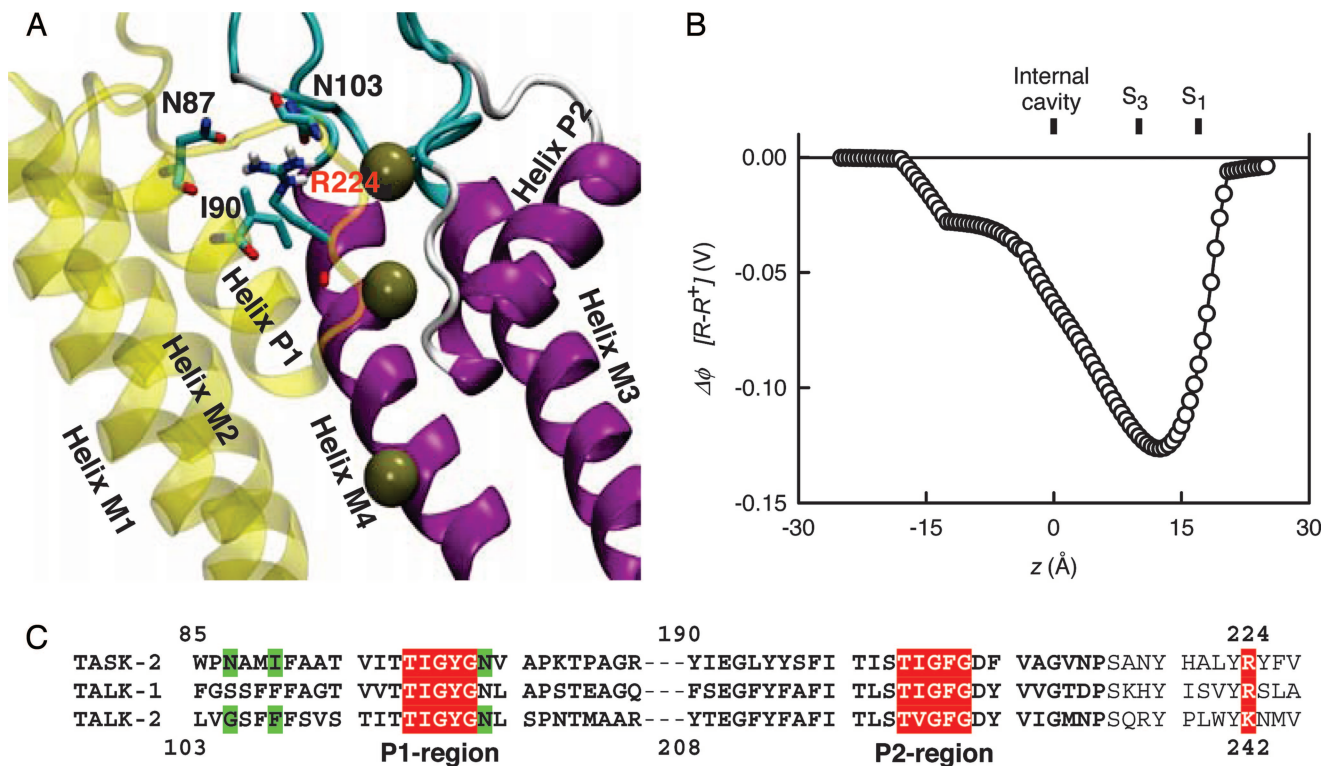 A
N87
N103
R224
I90
Helix P2
Helix P1
Helix M3
Helix M2
Helix M4
Helix M1
B
Internal cavity
S3
S1
0.00
-0.05
-0.10
-0.15
Δϕ [R-R+] (V)
-30 -15 0 15 30
z (Å)
C
85 190 224
TASK-2 WPNAMIFAAT VITTIGYGNV APKTPAGR---YIEGLYYSFI TISTIGFGDF VAGVNPSANY HALYRYFV
TALK-1 FGSSFFFAGT VVTTIGYGNL APSTEAGQ--FSEGFYFAFI TLSTIGFGDY VVGTDPSKHY ISVYRSLA
TALK-2 LVGSFFFSVS TITTIGYGNL SPNTMAAR---YTEGFYFAFI TLSTVGFGDY VIGMNPSQRY PLWYKNMV
103 P1-region 208 P2-region 242